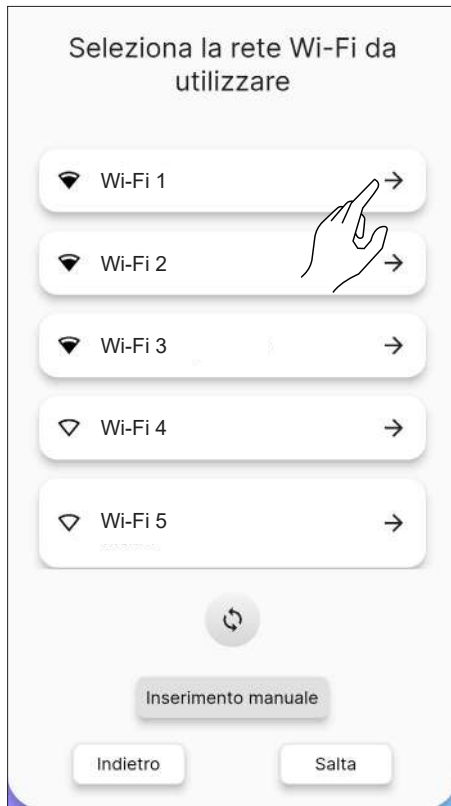 Seleziona la rete Wi-Fi da
utilizzare
Wi-Fi 1
Wi-Fi 2
Wi-Fi 3
Wi-Fi 4
Wi-Fi 5
Inserimento manuale
Indietro
Salta